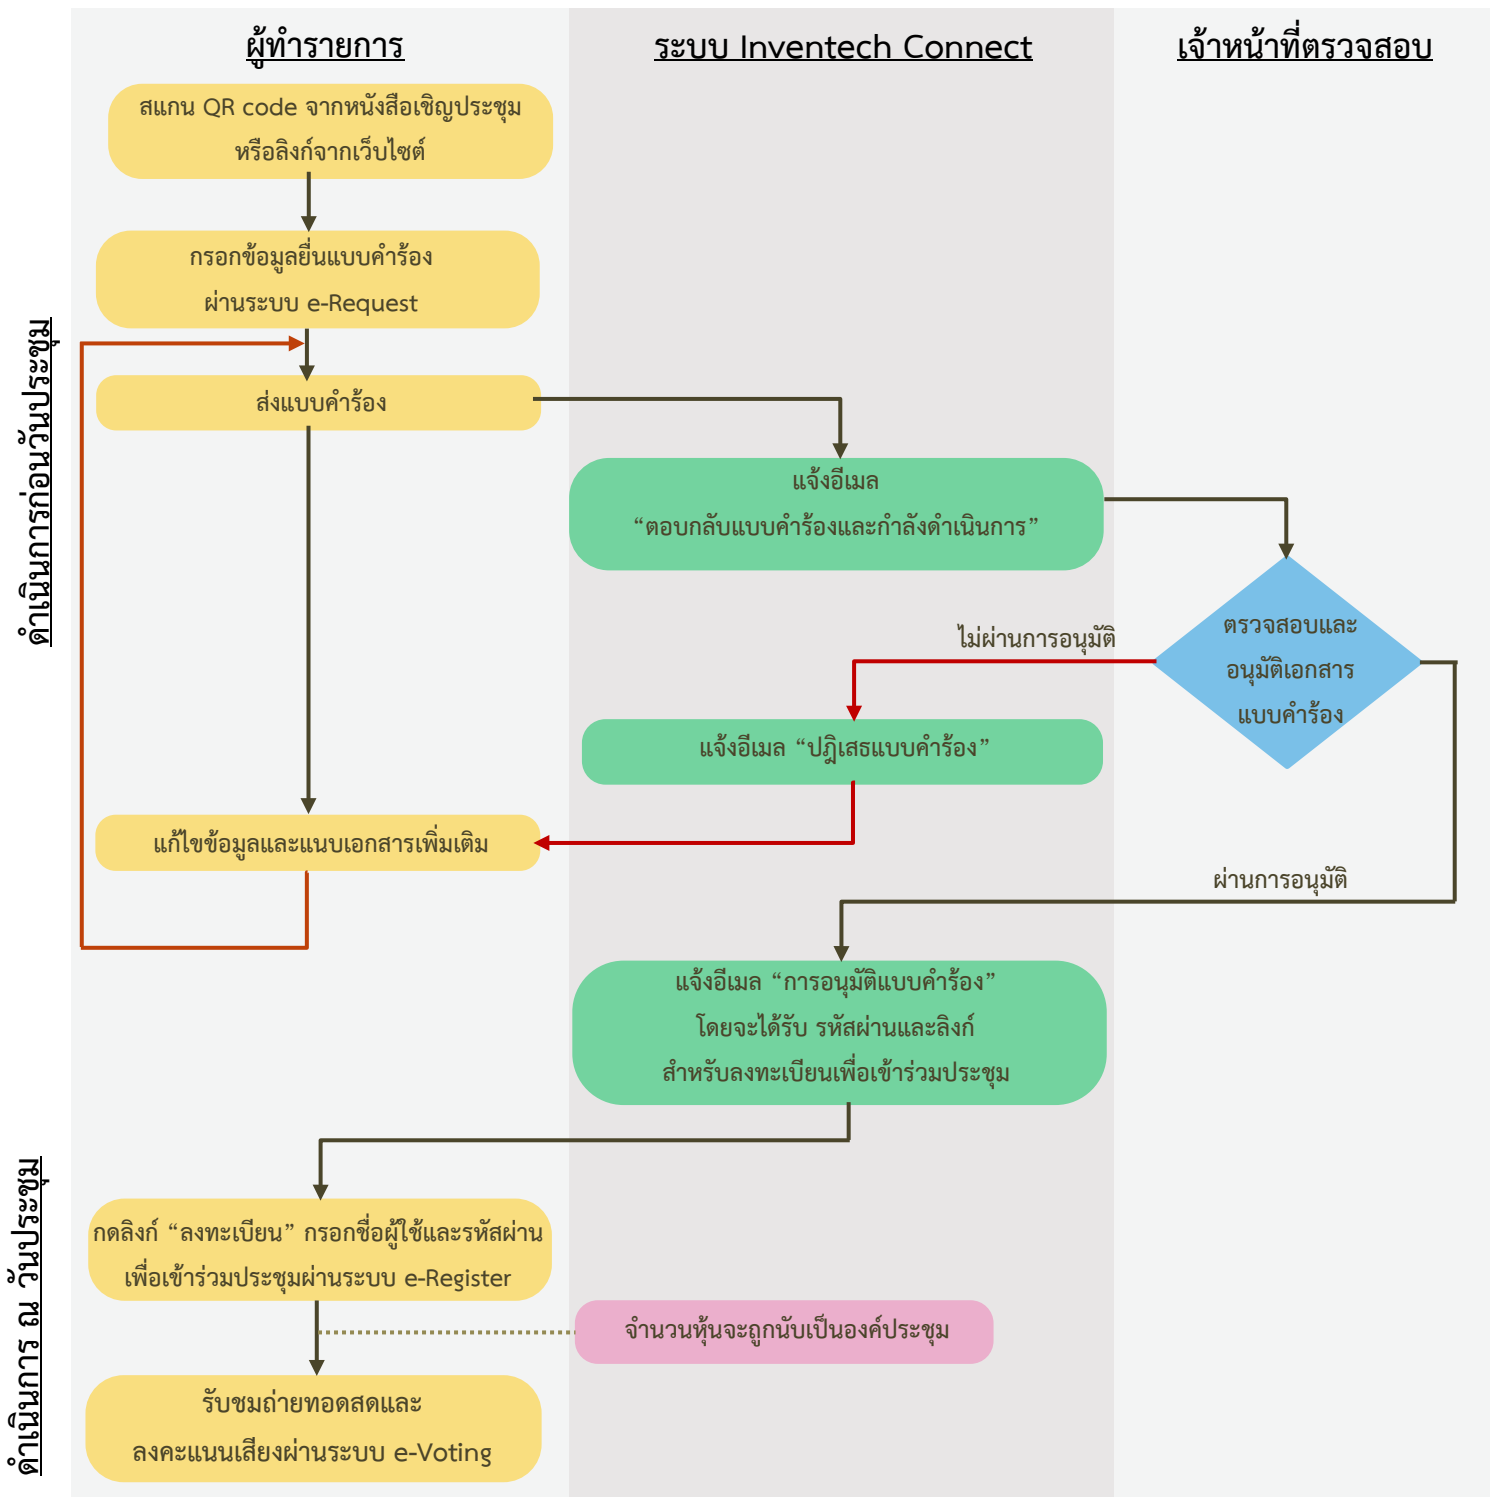 ผู้ทำรายการ
ระบบ Inventech Connect
เจ้าหน้าที่ตรวจสอบ
ดำเนินการก่อนวันประชุม
สแกน QR code จากหนังสือเชิญประชุม
หรือลิงก์จากเว็บไซต์
กรอกข้อมูลยื่นแบบคำร้อง
ผ่านระบบ e-Request
ส่งแบบคำร้อง
แจ้งอีเมล
“ตอบกลับแบบคำร้องและกำลังดำเนินการ”
ตรวจสอบและ
อนุมัติเอกสาร
แบบคำร้อง
ไม่ผ่านการอนุมัติ
แจ้งอีเมล “ปฎิเสธแบบคำร้อง”
แก้ไขข้อมูลและแนบเอกสารเพิ่มเติม
ผ่านการอนุมัติ
แจ้งอีเมล “การอนุมัติแบบคำร้อง”
โดยจะได้รับ รหัสผ่านและลิงก์
สำหรับลงทะเบียนเพื่อเข้าร่วมประชุม
ดำเนินการ ณ วันประชุม
กดลิงก์ “ลงทะเบียน” กรอกชื่อผู้ใช้และรหัสผ่าน
เพื่อเข้าร่วมประชุมผ่านระบบ e-Register
จำนวนหุ้นจะถูกนับเป็นองค์ประชุม
รับชมถ่ายทอดสดและ
ลงคะแนนเสียงผ่านระบบ e-Voting